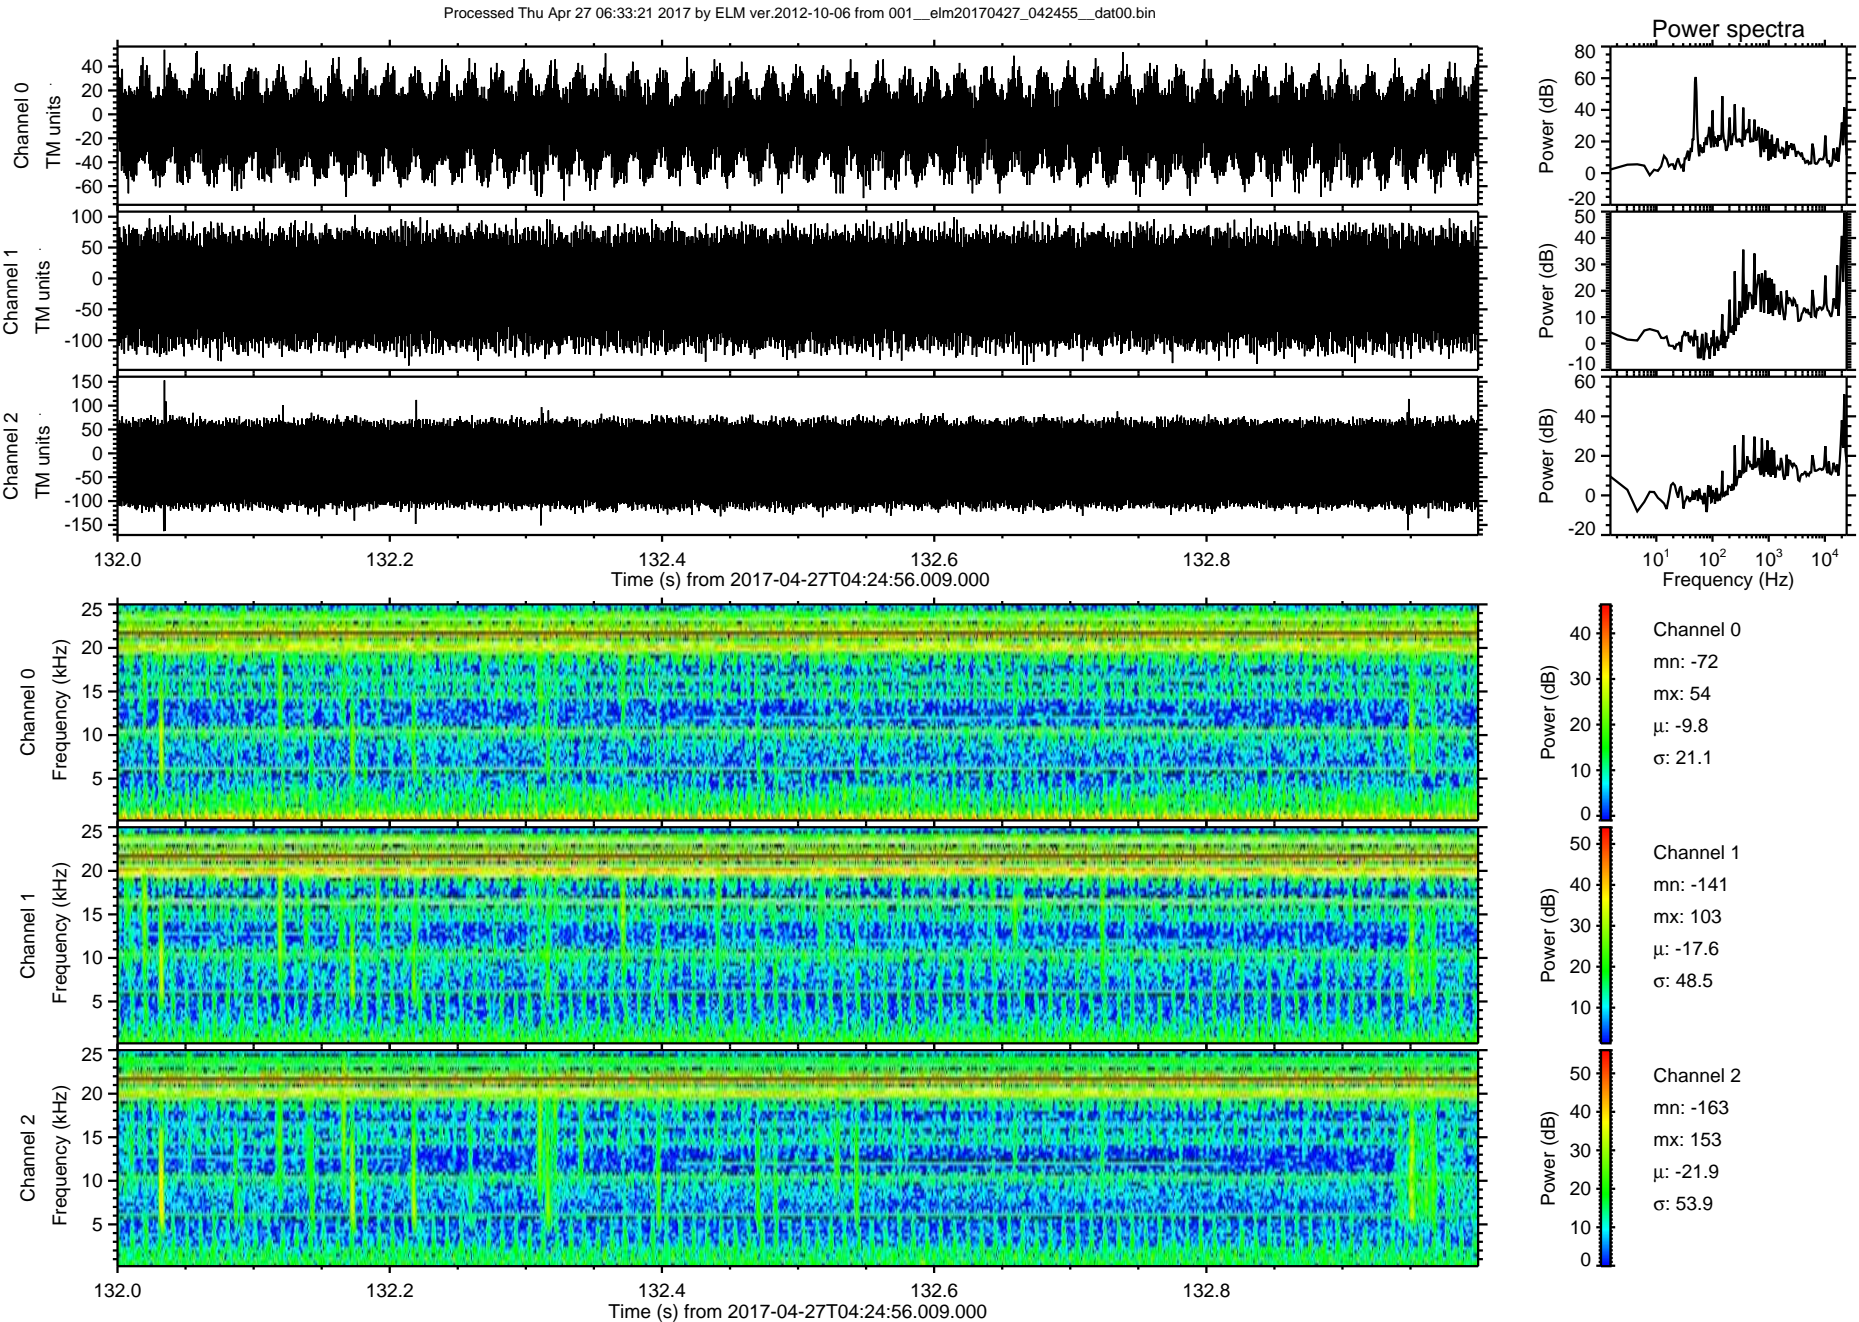 Processed Thu Apr 27 06:33:21 2017 by ELM ver.2012-10-06 from 001__elm20170427_042455__dat00.bin
Power spectra
Channel 0
TM units
40
20
0
-20
-40
-60
Power (dB)
80
60
40
20
0
-20
Channel 1
TM units
100
50
0
-50
-100
Power (dB)
50
40
30
20
10
0
-10
Channel 2
TM units
150
100
50
0
-50
-100
-150
Power (dB)
60
40
20
0
-20
132.0 132.2 132.4 132.6 132.8
Time (s) from 2017-04-27T04:24:56.009.000
10^1 10^2 10^3 10^4
Frequency (Hz)
Channel 0
Frequency (kHz)
25
20
15
10
5
Power (dB)
40
30
20
10
0
Channel 0
mn: -72
mx: 54
μ: -9.8
σ: 21.1
Channel 1
Frequency (kHz)
25
20
15
10
5
Power (dB)
50
40
30
20
10
Channel 1
mn: -141
mx: 103
μ: -17.6
σ: 48.5
Channel 2
Frequency (kHz)
25
20
15
10
5
Power (dB)
50
40
30
20
10
0
Channel 2
mn: -163
mx: 153
μ: -21.9
σ: 53.9
132.0 132.2 132.4 132.6 132.8
Time (s) from 2017-04-27T04:24:56.009.000